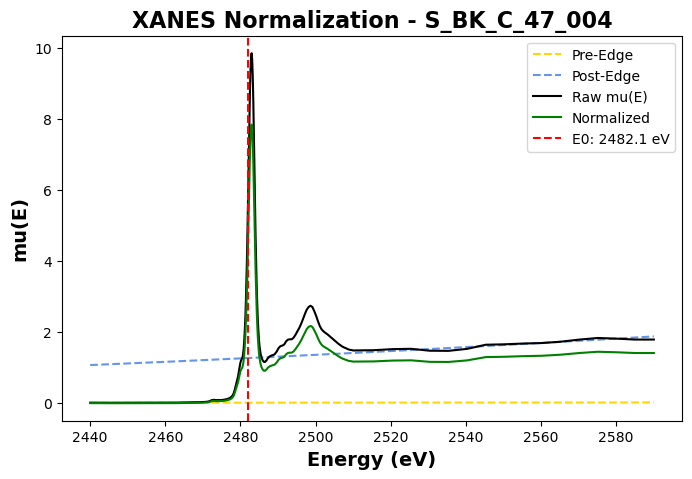 XANES Normalization - S_BK_C_47_004
mu(E)
10
8
6
4
2
0
Pre-Edge
Post-Edge
Raw mu(E)
Normalized
E0: 2482.1 eV
2440 2460 2480 2500 2520 2540 2560 2580
Energy (eV)